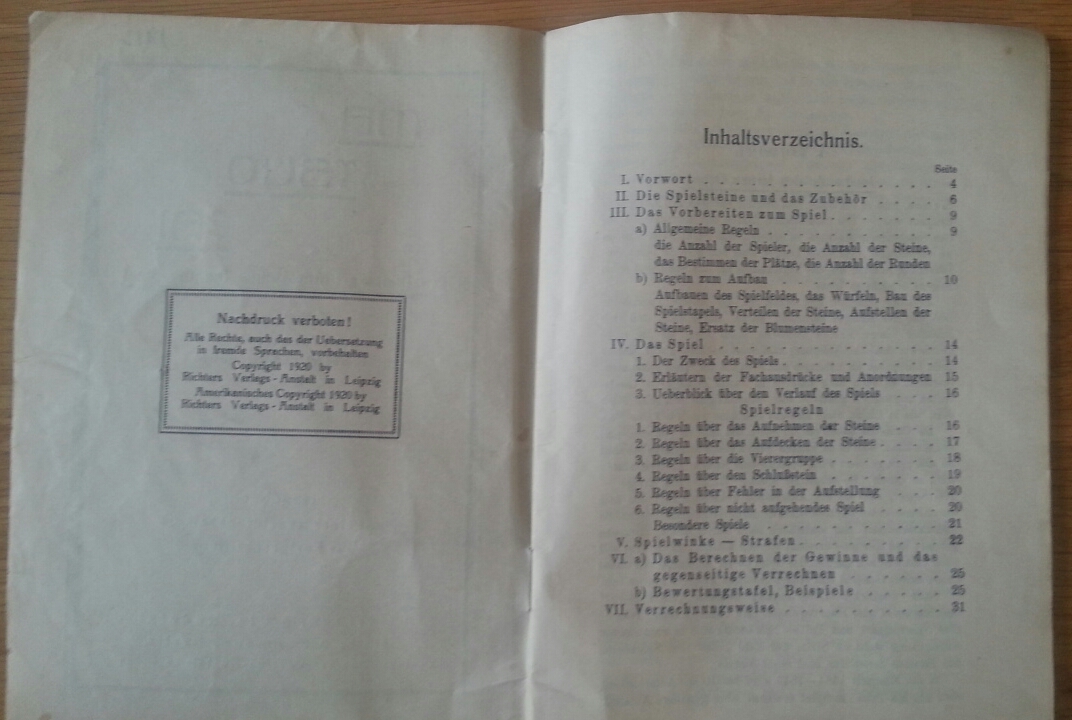 Nachdruck verboten!
Alle Rechte, auch das der Uebersetzung
in fremde Sprachen, vorbehalten
Copyright 1920 by
Richters Verlags-Anstalt in Leipzig
Amerikanisches Copyright 1920 by
Richters Verlags-Anstalt in Leipzig
Inhaltsverzeichnis.
Seite
I. Vorwort . . . . . . . . . . . . . . . 4
II. Die Spielsteine und das Zubehör . . . . 6
III. Das Vorbereiten zum Spiel . . . . . . . 9
a) Allgemeine Regeln . . . . . . . . . . . 9
die Anzahl der Spieler, die Anzahl der Steine,
das Bestimmen der Plätze, die Anzahl der Runden
b) Regeln zum Aufbau . . . . . . . . . . 10
Aufbauen des Spielfeldes, das Würfeln, Bau des
Spielstapels, Verteilen der Steine, Aufstellen der
Steine, Ersatz der Blumensteine
IV. Das Spiel . . . . . . . . . . . . . . 14
1. Der Zweck des Spiels . . . . . . . . . 14
2. Erläutern der Fachausdrücke und Anordnungen 15
3. Ueberblick über den Verlauf des Spiels . . . 16
Spielregeln
1. Regeln über das Aufnehmen der Steine . . . 16
2. Regeln über das Aufdecken der Steine . . . . 17
3. Regeln über die Vierergruppe . . . . . . . 18
4. Regeln über den Schlußstein . . . . . . . 19
5. Regeln über Fehler in der Aufstellung . . . 20
6. Regeln über nicht aufgehendes Spiel . . . . 20
Besondere Spiele . . . . . . . . . . . 21
V. Spielwinke — Strafen . . . . . . . . . 22
VI. a) Das Berechnen der Gewinne und das
gegenseitige Verrechnen . . . . . . 25
b) Bewertungstafel, Beispiele . . . . . 25
VII. Verrechnungsweise . . . . . . . . . . 31